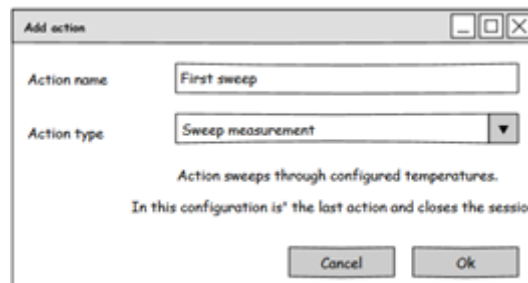 Add action
Action name
First sweep
Action type
Sweep measurement
Action sweeps through configured temperatures.
In this configuration is" the last action and closes the sessio
Cancel
Ok